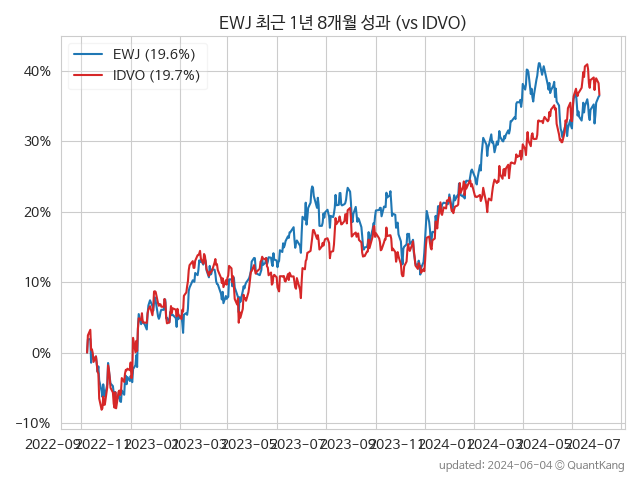 EWJ 최근 1년 8개월 성과 (vs IDVO)
EWJ (19.6%)
IDVO (19.7%)
40%
30%
20%
10%
0%
−10%
2022-09 2022-11 2023-01 2023-03 2023-05 2023-07 2023-09 2023-11 2024-01 2024-03 2024-05 2024-07
updated: 2024-06-04 © QuantKang